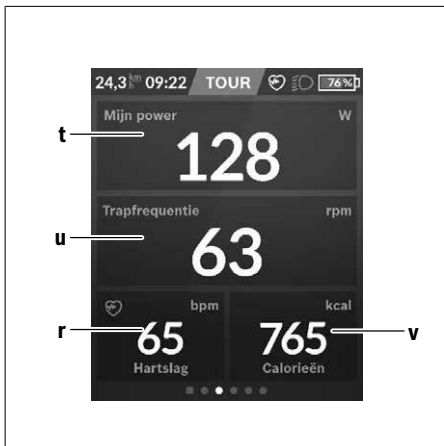 24,3 km/h 09:22 TOUR 76%
Mijn power W
t
128
Trapfrequentie rpm
u
63
bpm kcal
r 65 765 v
Hartslag Calorieën